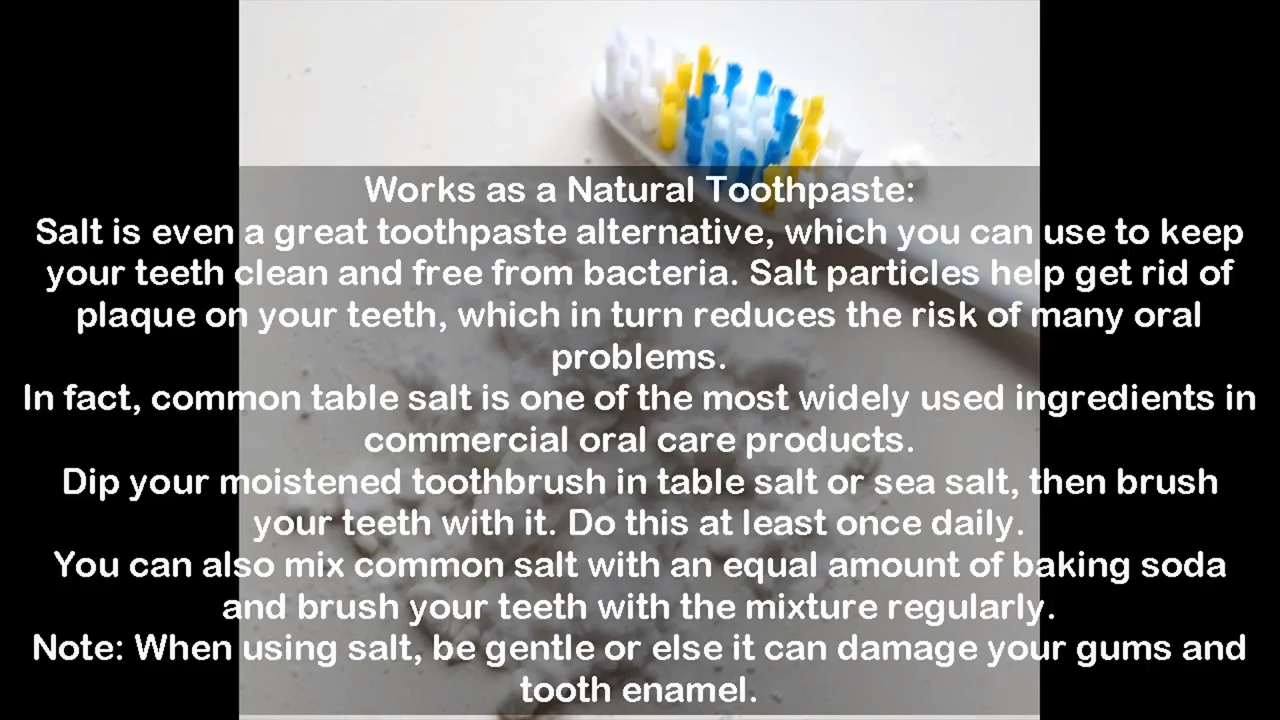 Works as a Natural Toothpaste:
Salt is even a great toothpaste alternative, which you can use to keep
your teeth clean and free from bacteria. Salt particles help get rid of
plaque on your teeth, which in turn reduces the risk of many oral
problems.
In fact, common table salt is one of the most widely used ingredients in
commercial oral care products.
Dip your moistened toothbrush in table salt or sea salt, then brush
your teeth with it. Do this at least once daily.
You can also mix common salt with an equal amount of baking soda
and brush your teeth with the mixture regularly.
Note: When using salt, be gentle or else it can damage your gums and
tooth enamel.